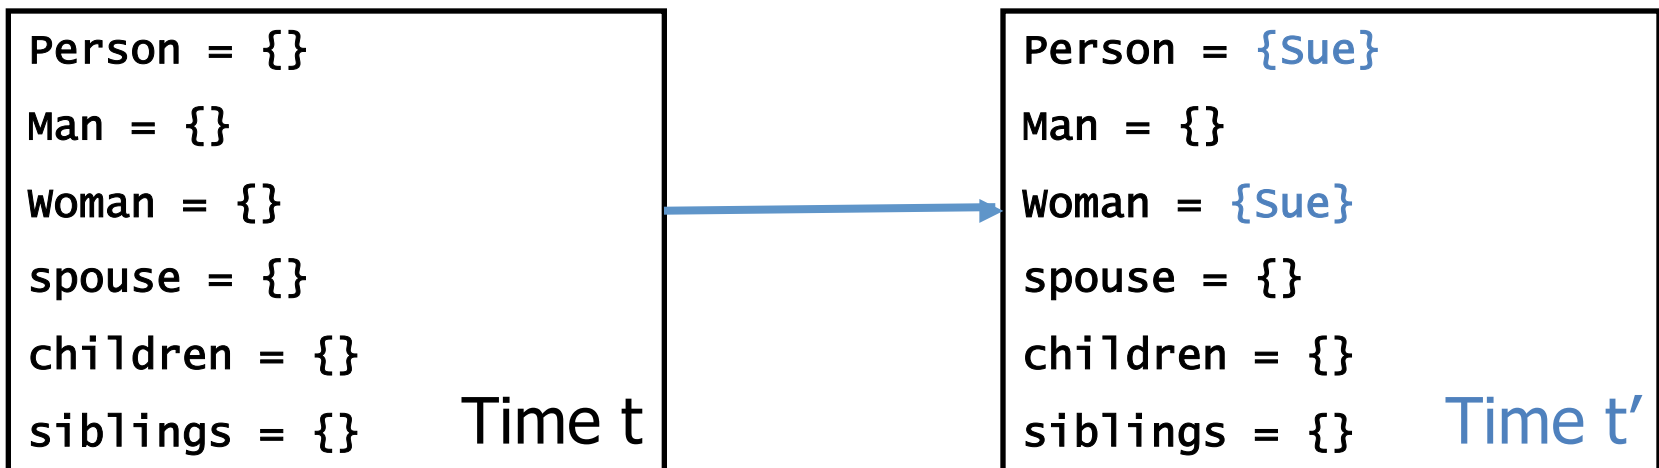 Person = {}
Man = {}
Woman = {}
spouse = {}
children = {}
siblings = {}
Time t
Person = {Sue}
Man = {}
Woman = {Sue}
spouse = {}
children = {}
siblings = {}
Time t’